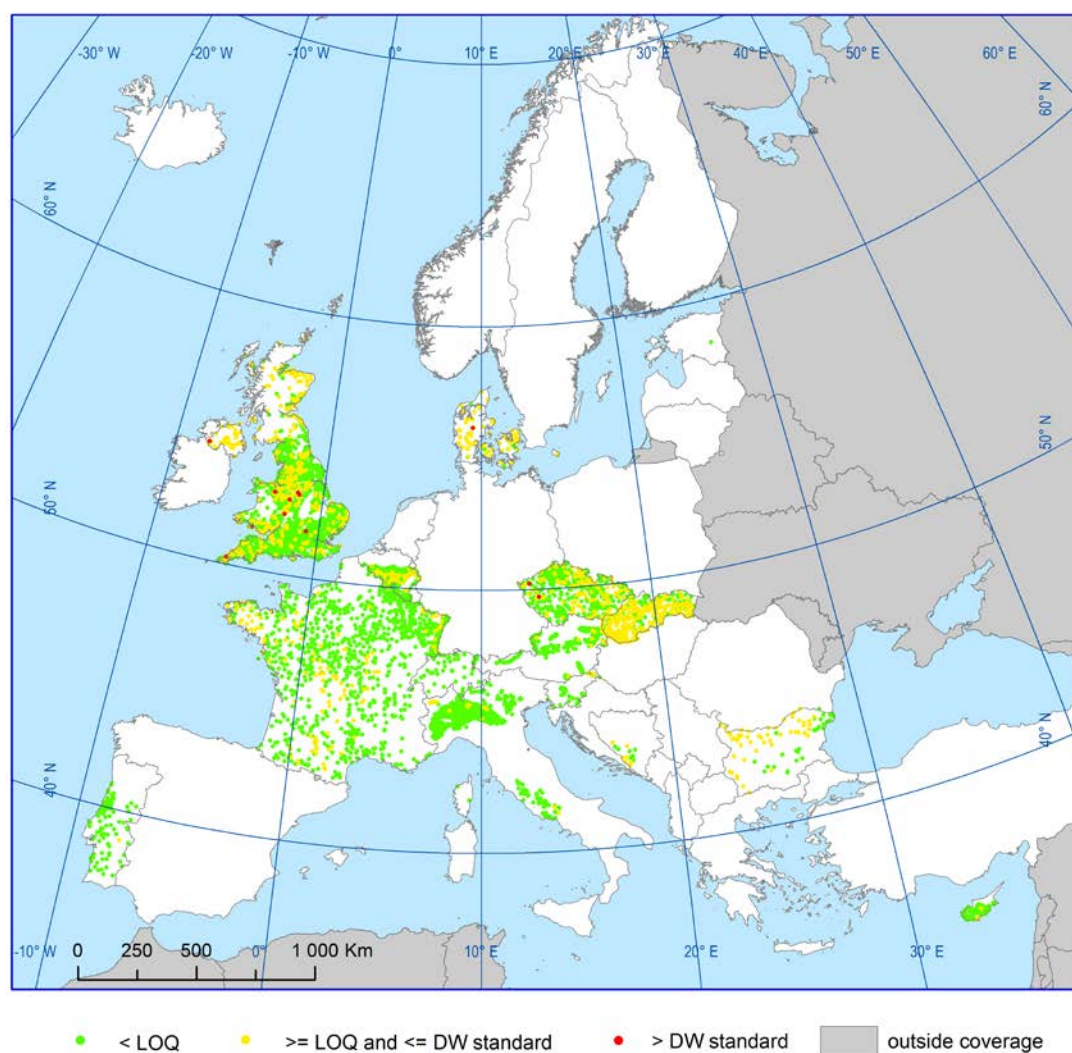 -30° W -20° W -10° W 0° 10° E 20° E 30° E 40° E 50° E 60° E
60° N
60° N
50° N
50° N
40° N
40° N
-10° W 0° 10° E 20° E 30° E
0 250 500 1 000 Km
< LOQ >= LOQ and <= DW standard > DW standard outside coverage